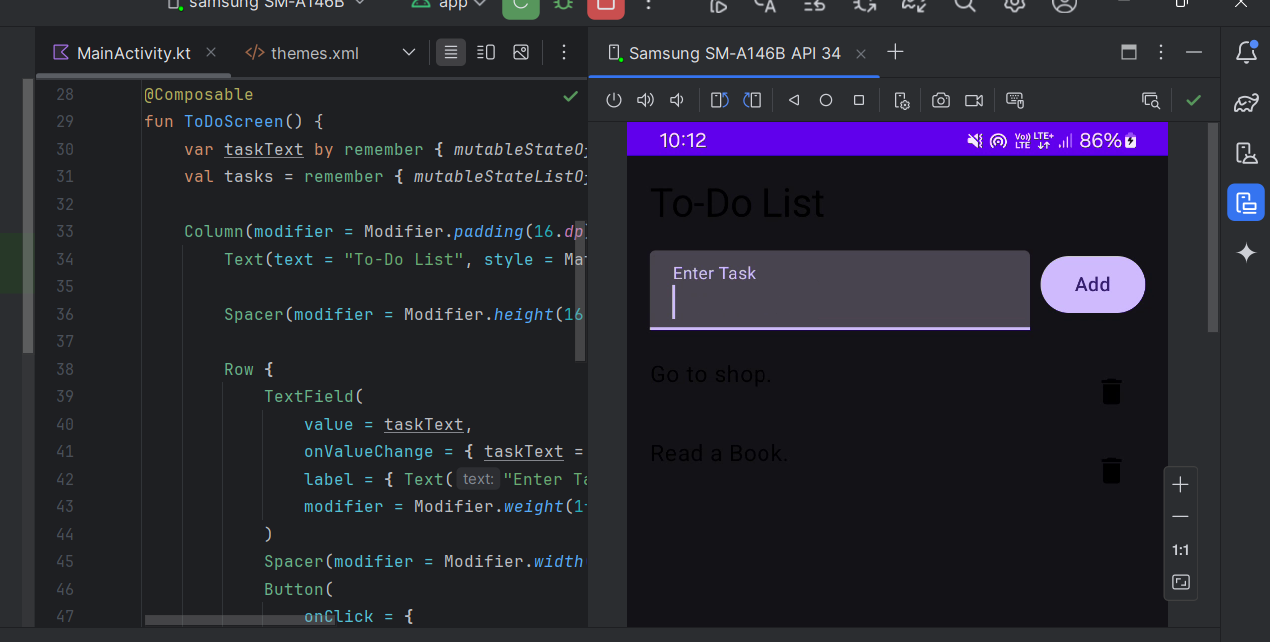 samsung SM-A146B
app
MainActivity.kt
themes.xml
28 @Composable
29 fun ToDoScreen() {
30 var taskText by remember { mutableStateO
31 val tasks = remember { mutableStateListO
32
33 Column(modifier = Modifier.padding(16.dp)
34 Text(text = "To-Do List", style = Ma
35
36 Spacer(modifier = Modifier.height(16
37
38 Row {
39 TextField(
40 value = taskText,
41 onValueChange = { taskText =
42 label = { Text( text: "Enter Ta
43 modifier = Modifier.weight(1
44 )
45 Spacer(modifier = Modifier.width
46 Button(
47 onClick = {
Samsung SM-A146B API 34
10:12
Vo) LTE LTE+ 86%
To-Do List
Enter Task
Add
Go to shop.
Read a Book.
1:1